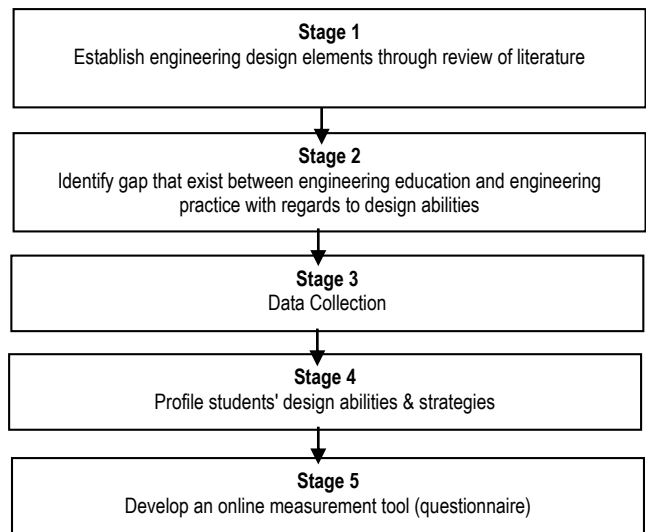 Stage 1
Establish engineering design elements through review of literature
Stage 2
Identify gap that exist between engineering education and engineering
practice with regards to design abilities
Stage 3
Data Collection
Stage 4
Profile students' design abilities & strategies
Stage 5
Develop an online measurement tool (questionnaire)